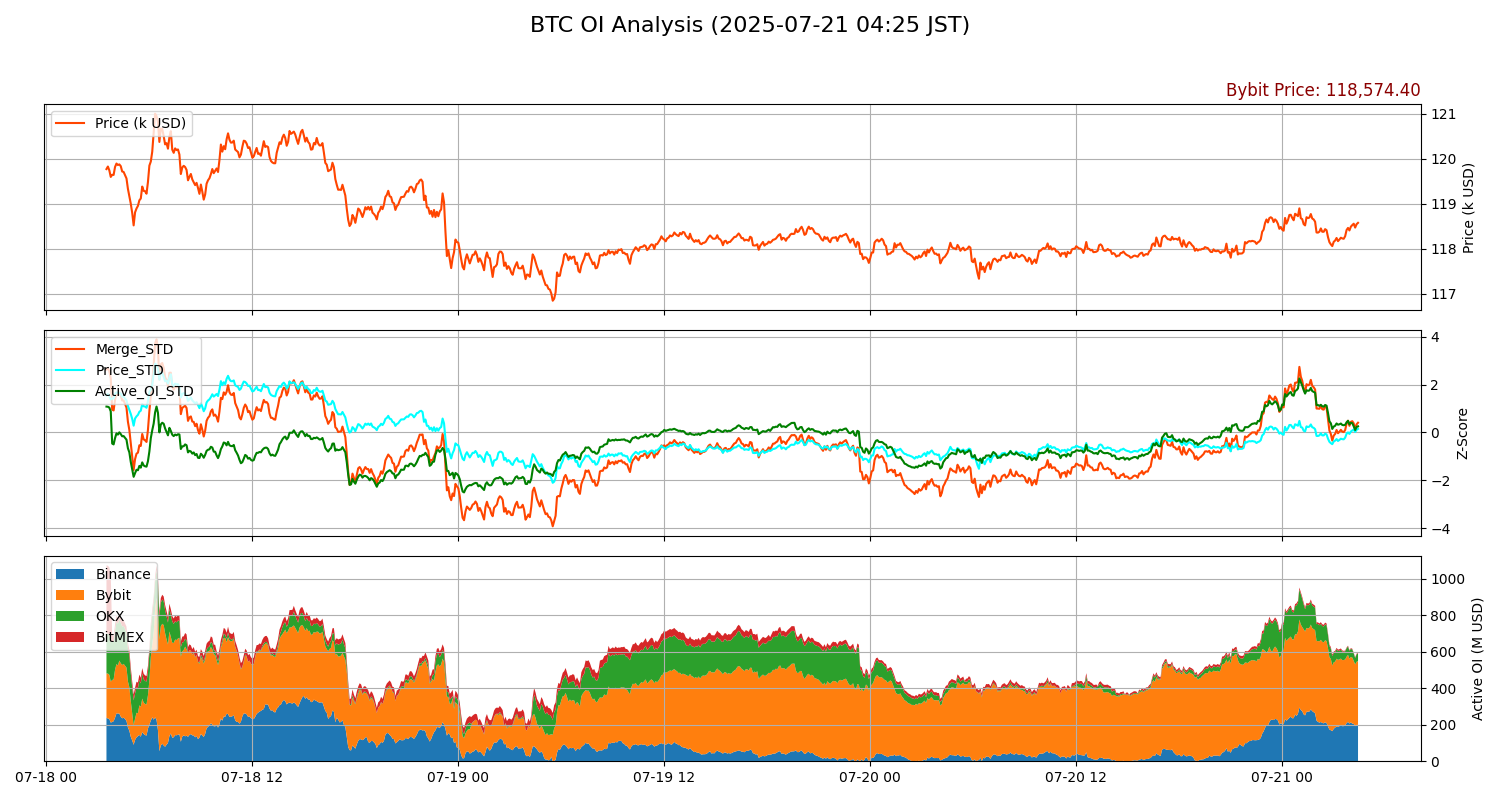 BTC OI Analysis (2025-07-21 04:25 JST)
Bybit Price: 118,574.40
Price (k USD)
121
120
119
118
117
Price (k USD)
Merge_STD
Price_STD
Active_OI_STD
4
2
0
−2
−4
Z-Score
Binance
Bybit
OKX
BitMEX
1000
800
600
400
200
0
Active OI (M USD)
07-18 00
07-18 12
07-19 00
07-19 12
07-20 00
07-20 12
07-21 00